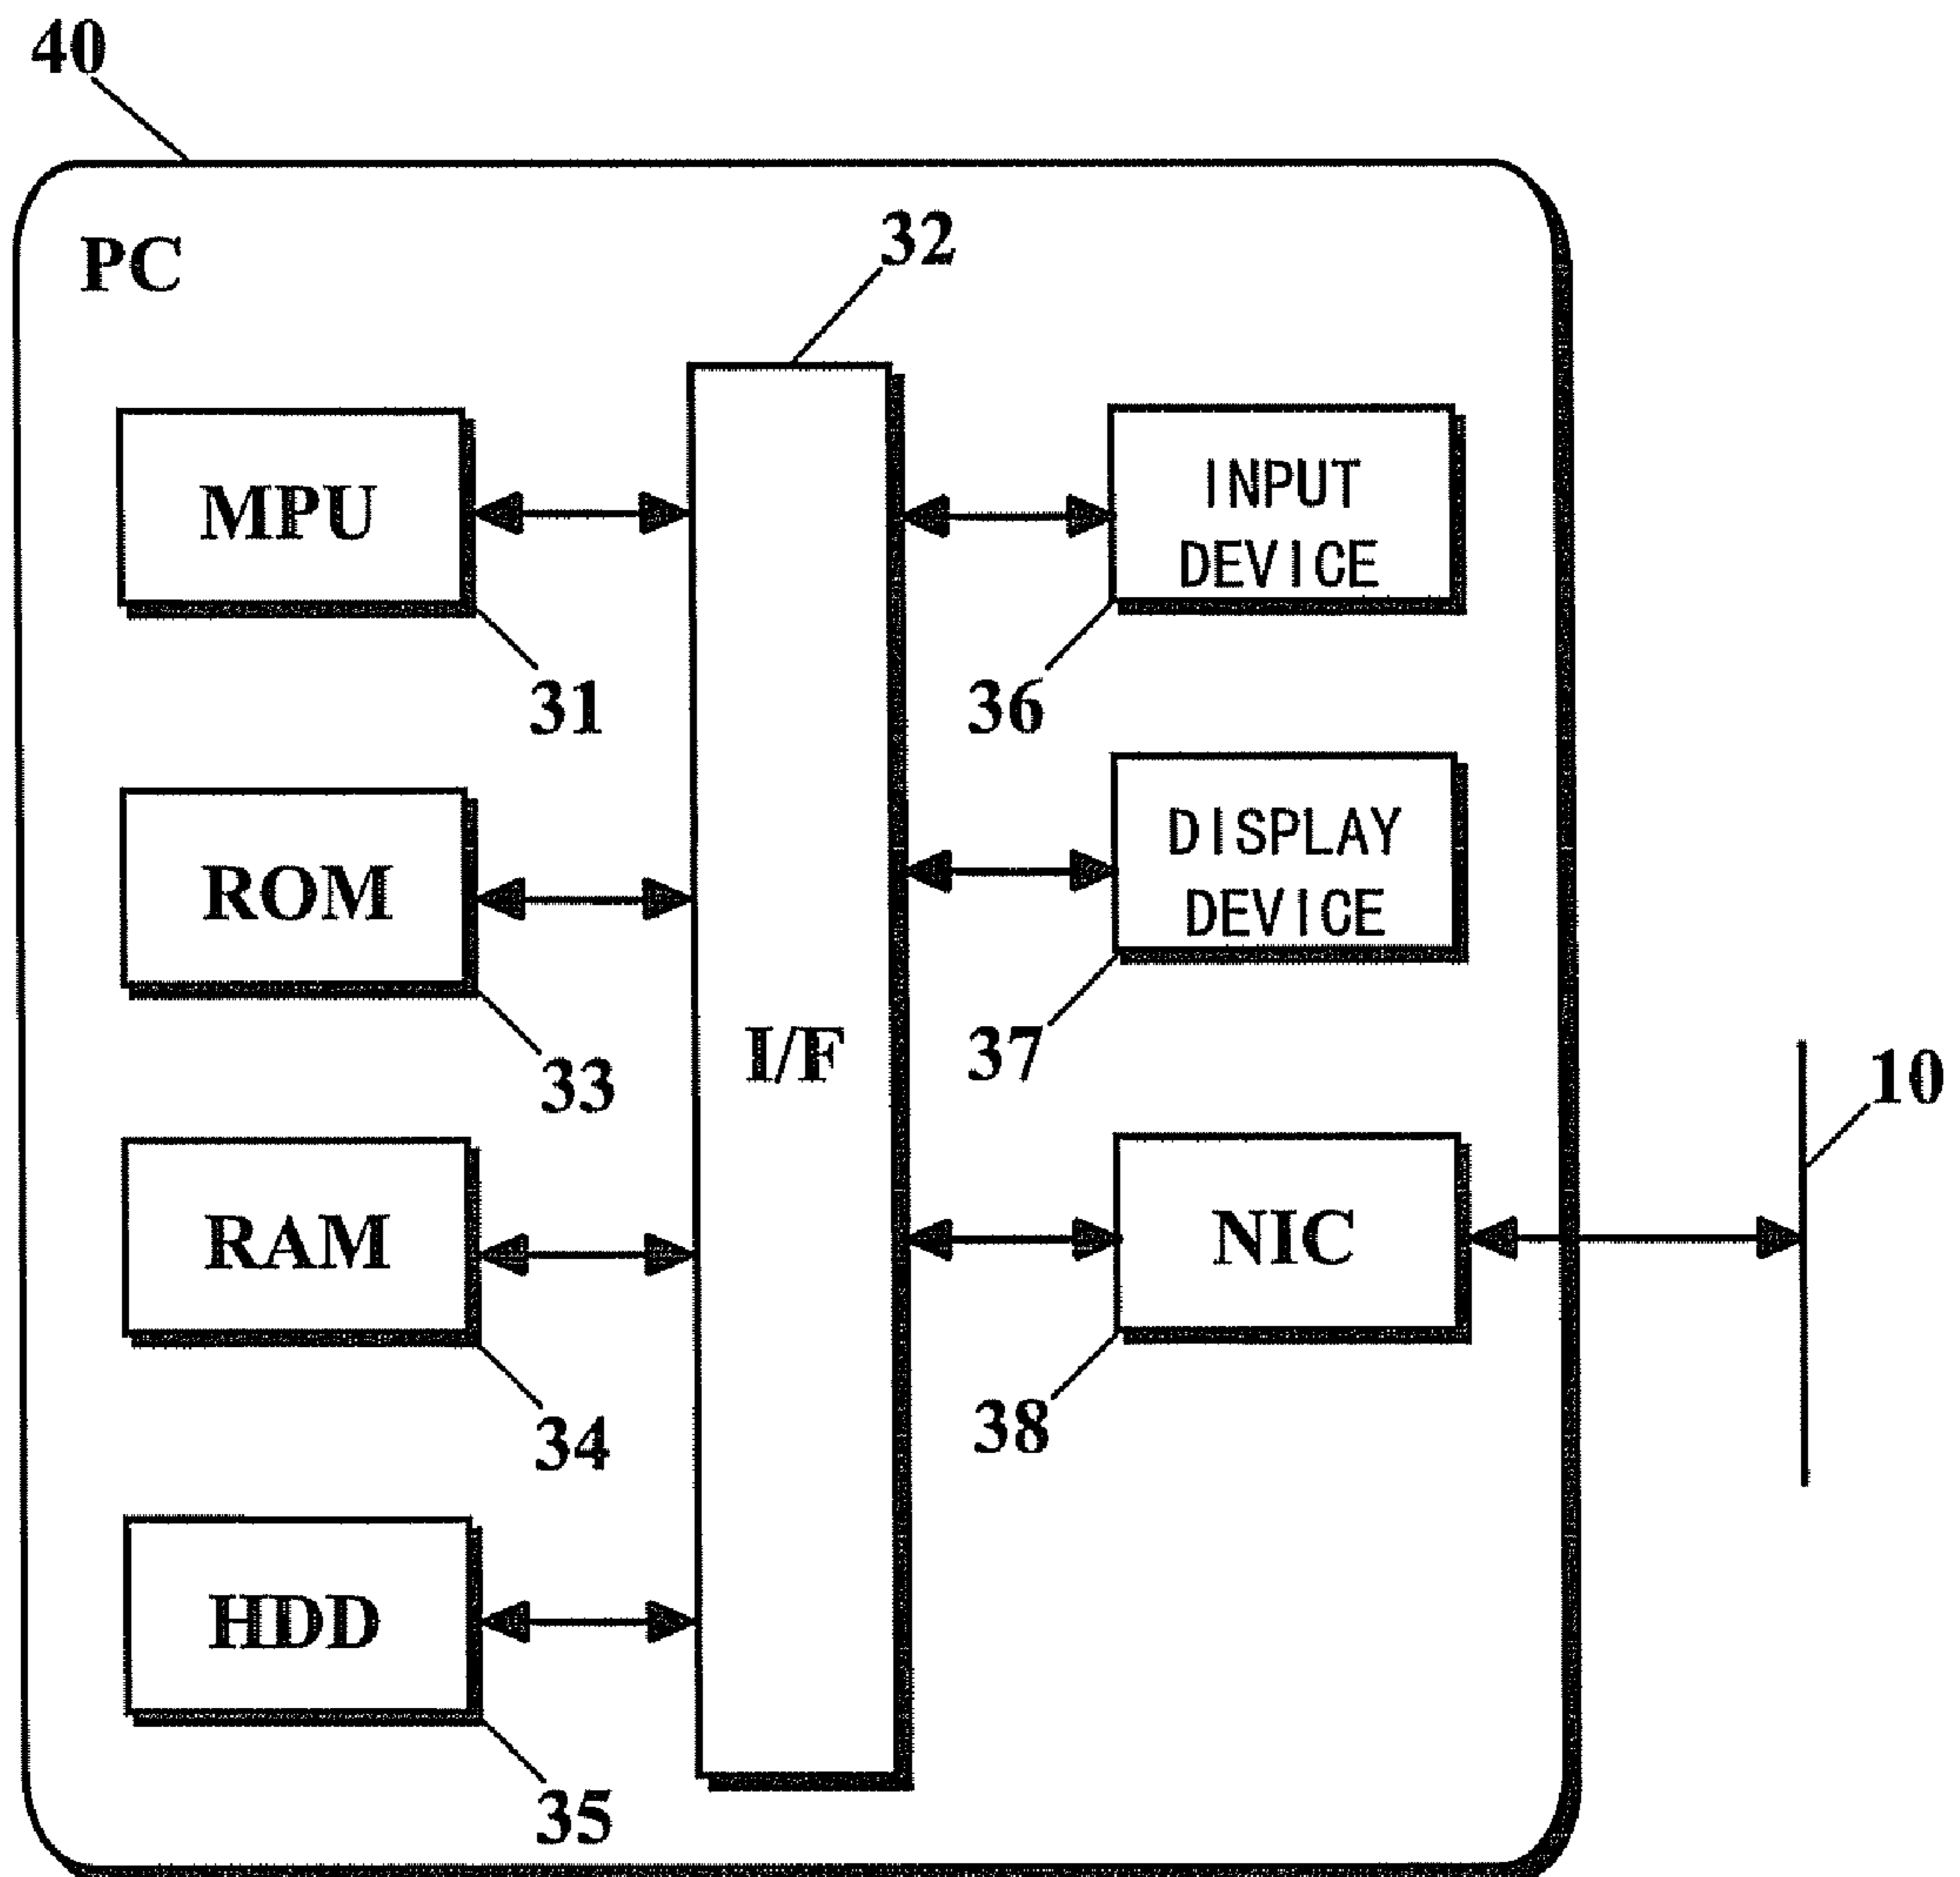 40
PC
32
MPU
31
ROM
33
RAM
34
HDD
35
I/F
INPUT
DEVICE
36
DISPLAY
DEVICE
37
NIC
38
10